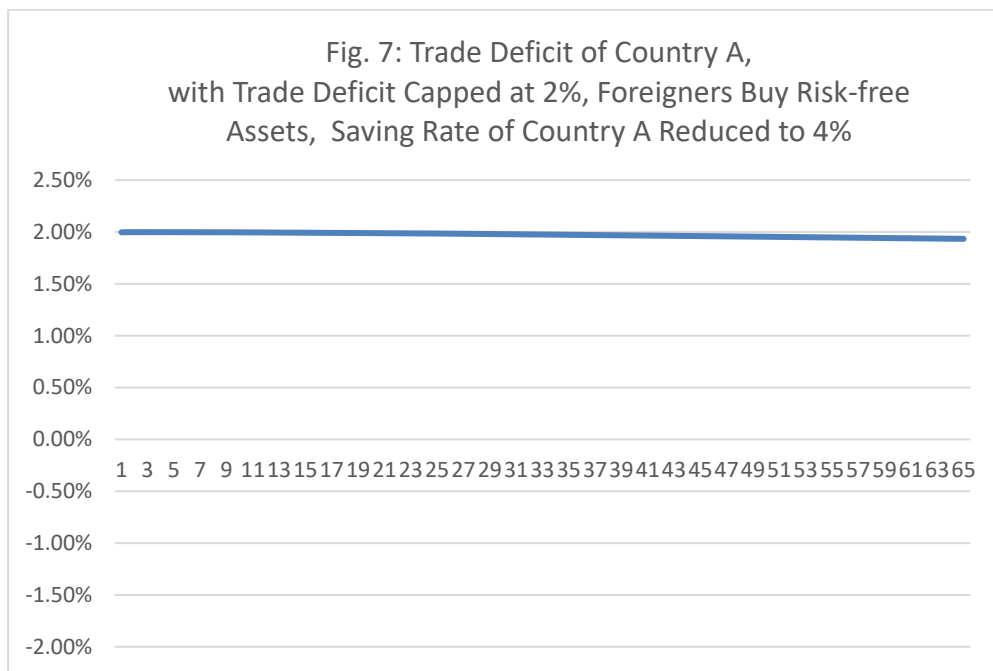 Fig. 7: Trade Deficit of Country A,
with Trade Deficit Capped at 2%, Foreigners Buy Risk-free
Assets,  Saving Rate of Country A Reduced to 4%
2.50%
2.00%
1.50%
1.00%
0.50%
0.00%
1 3 5 7 9 11 13 15 17 19 21 23 25 27 29 31 33 35 37 39 41 43 45 47 49 51 53 55 57 59 61 63 65
-0.50%
-1.00%
-1.50%
-2.00%